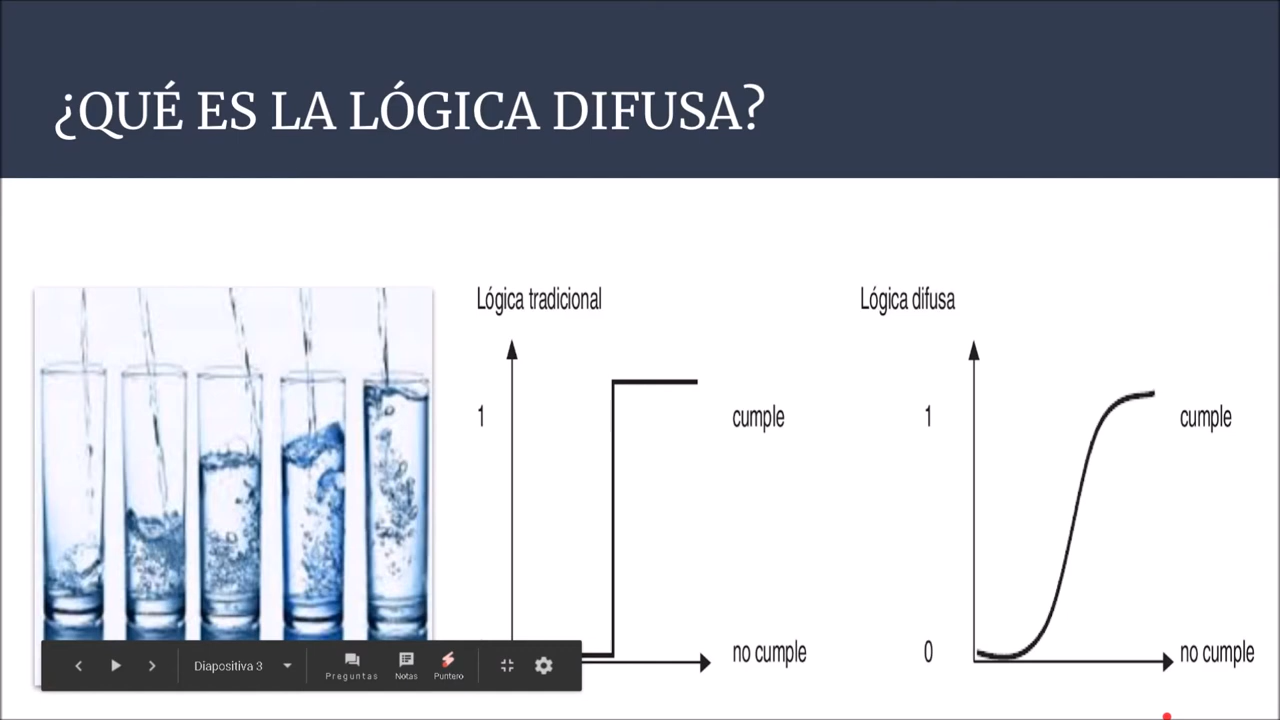 ¿QUÉ ES LA LÓGICA DIFUSA?
Lógica tradicional
1
cumple
no cumple
Lógica difusa
1
cumple
0
no cumple
Diapositiva 3
Preguntas
Notas
Puntero